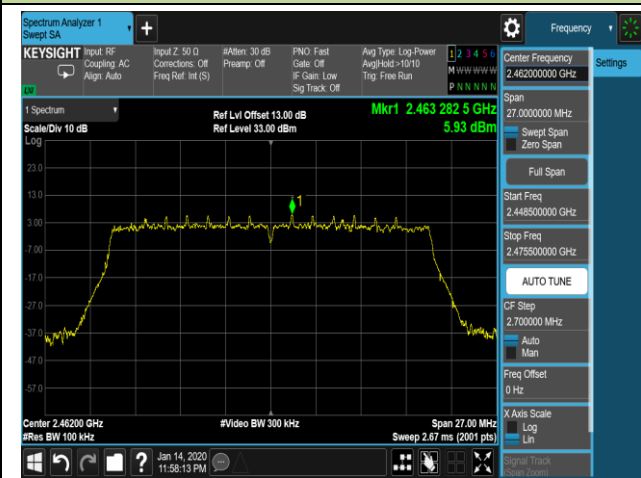 Spectrum Analyzer 1
Swept SA
Frequency
KEYSIGHT
Input: RF
Coupling: AC
Align: Auto
Input Z: 50 Ω
Corrections: Off
Freq Ref: Int (S)
#Atten: 30 dB
Preamp: Off
PNO: Fast
Gate: Off
IF Gain: Low
Sig Track: Off
Avg Type: Log-Power
Avg|Hold:>10/10
Trig: Free Run
1 2 3 4 5 6
M W W W W W
P N N N N N
LXI
1 Spectrum
Scale/Div 10 dB
Log
Ref Lvl Offset 13.00 dB
Ref Level 33.00 dBm
Mkr1 2.463 282 5 GHz
5.93 dBm
23.0
13.0
3.00
-7.00
-17.0
-27.0
-37.0
-47.0
-57.0
1
Center 2.46200 GHz
#Res BW 100 kHz
#Video BW 300 kHz
Span 27.00 MHz
Sweep 2.67 ms (2001 pts)
Center Frequency
2.462000000 GHz
Settings
Span
27.0000000 MHz
Swept Span
Zero Span
Full Span
Start Freq
2.448500000 GHz
Stop Freq
2.475500000 GHz
AUTO TUNE
CF Step
2.700000 MHz
Auto
Man
Freq Offset
0 Hz
X Axis Scale
Log
Lin
Signal Track
(Span Zoom)
?
Jan 14, 2020
11:58:13 PM